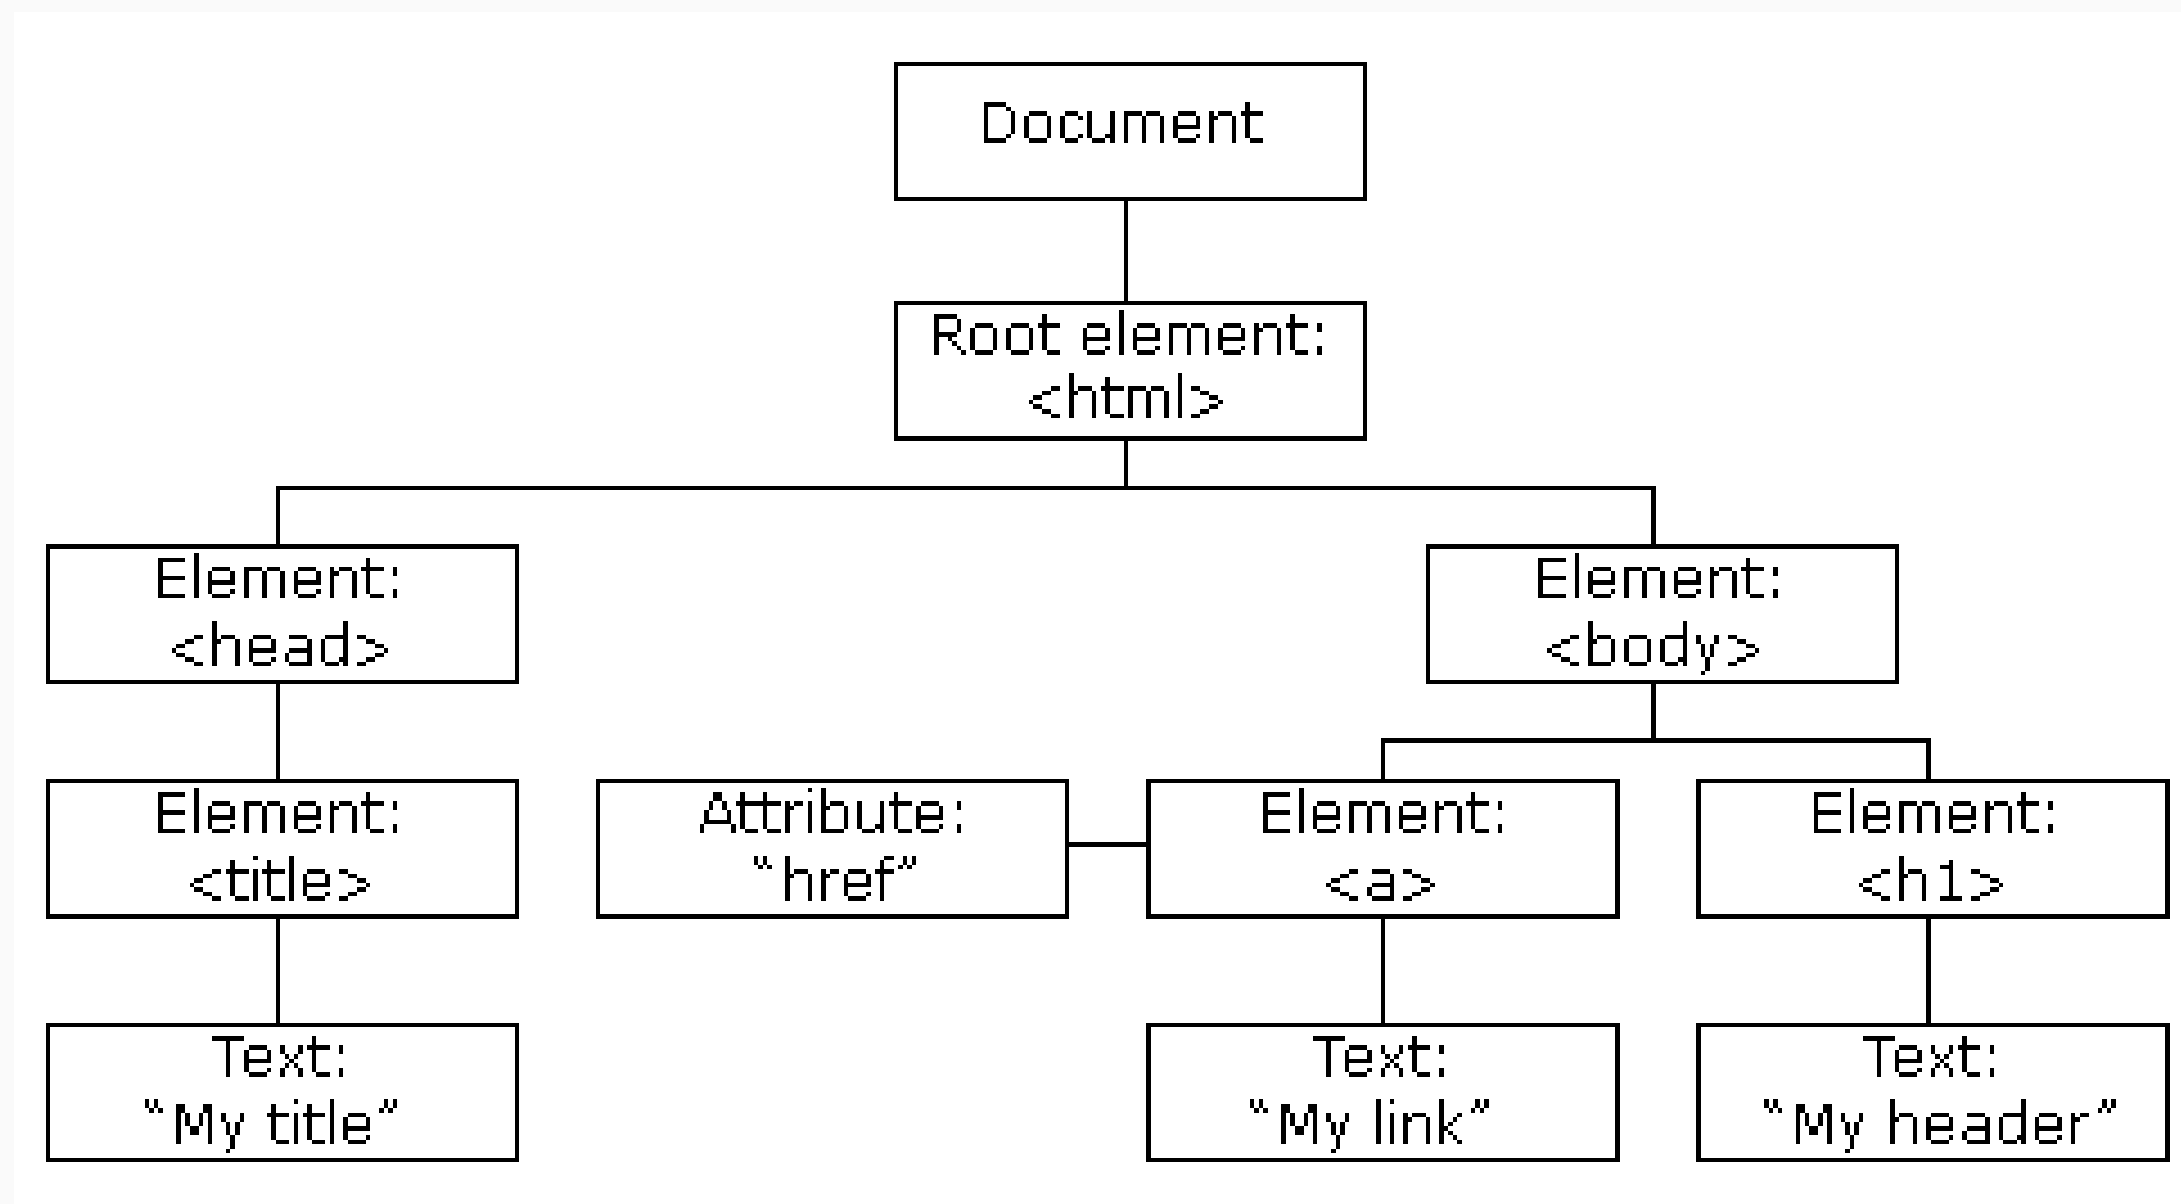 Document
Root element:
<html>
Element:
<head>
Element:
<body>
Element:
<title>
Attribute:
“href”
Element:
<a>
Element:
<h1>
Text:
“My title”
Text:
“My link”
Text:
“My header”